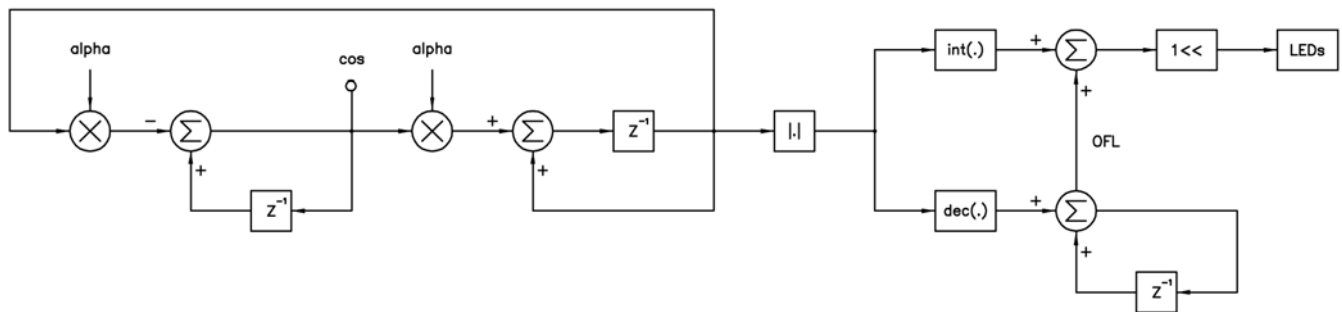 alpha
cos
alpha
int(.)
+
Σ
1<<
LEDs
−
Σ
+
Σ
Z⁻¹
|.|
+
+
OFL
Z⁻¹
dec(.)
+
Σ
+
Z⁻¹